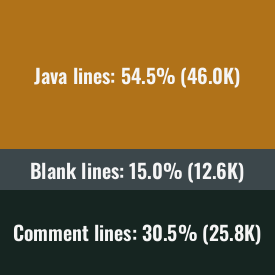 Java lines: 54.5% (46.0K)
Blank lines: 15.0% (12.6K)
Comment lines: 30.5% (25.8K)